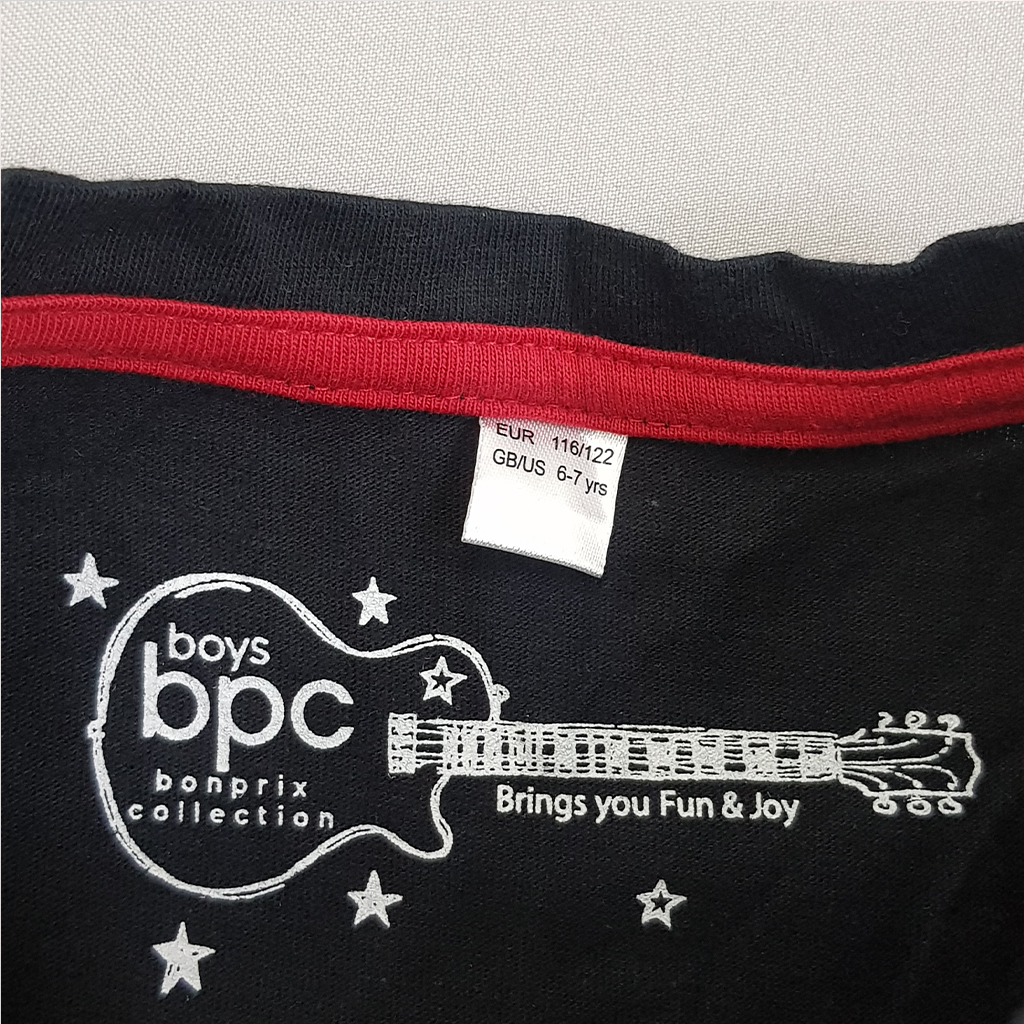 EUR 116/122
GB/US 6-7 yrs
boys
bpc
bonprix
collection
Brings you Fun & Joy